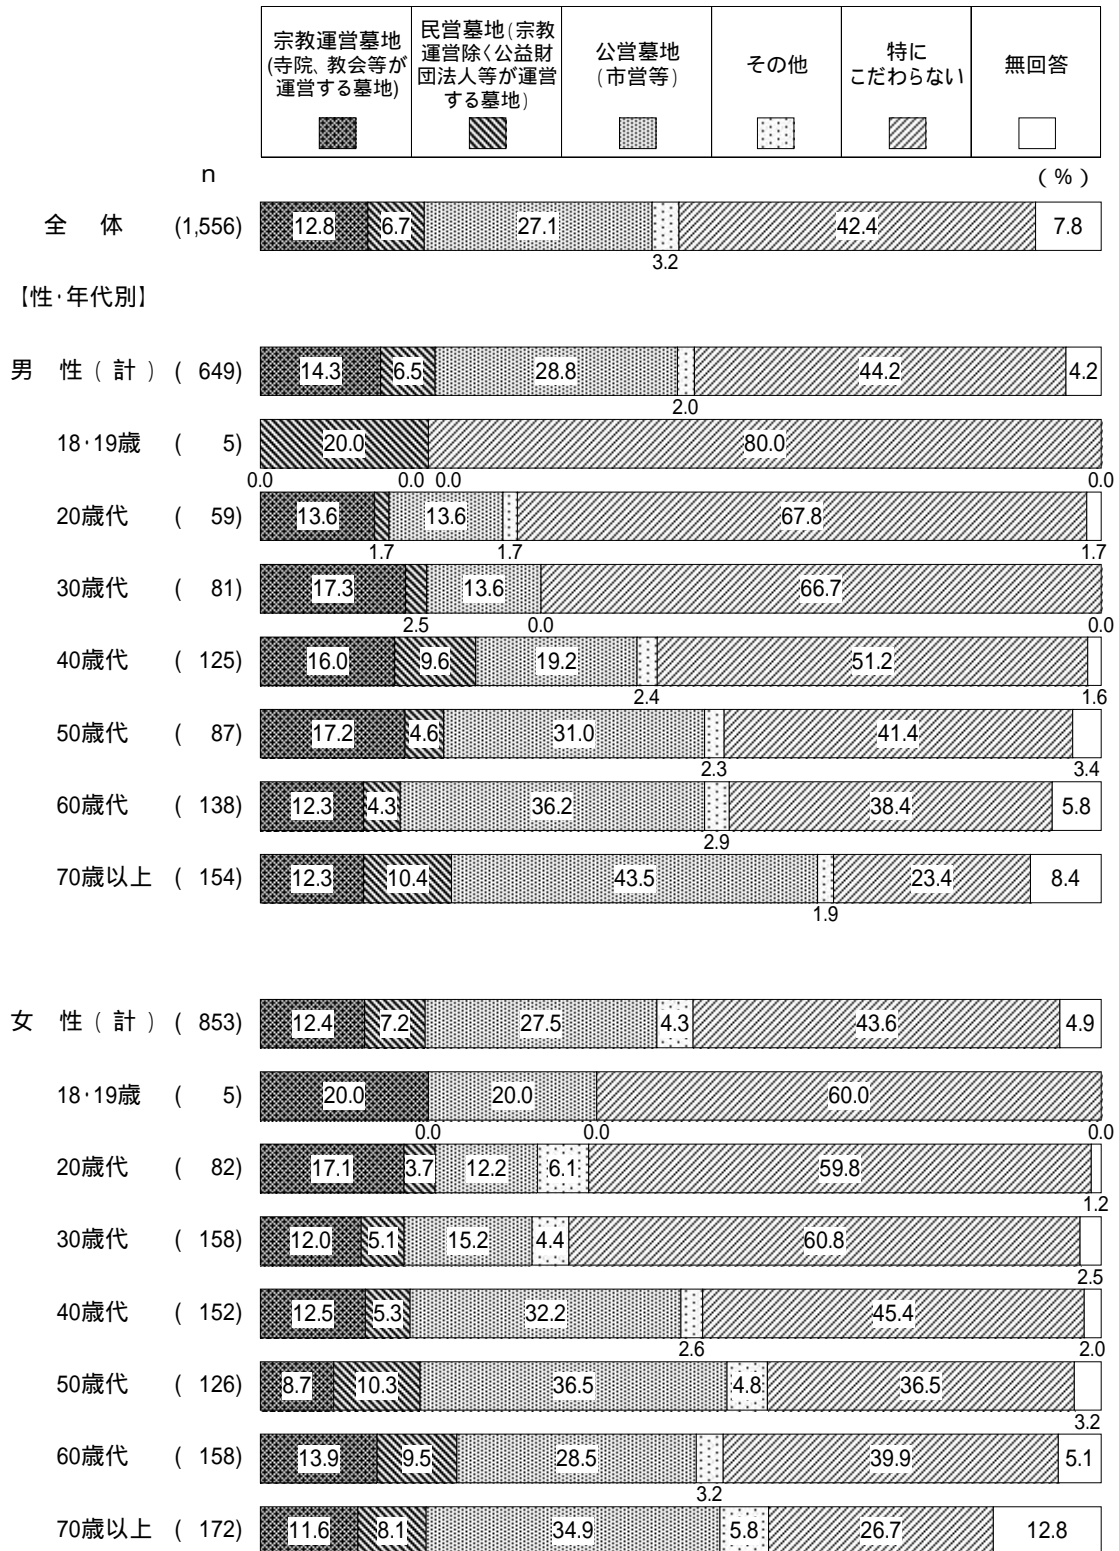 宗教運営墓地
(寺院、教会等が
運営する墓地)
民営墓地(宗教
運営除く公益財
団法人等が運営
する墓地)
公営墓地
(市営等)
その他
特に
こだわらない
無回答
n
(%)
全 体 (1,556) 12.8 6.7 27.1 42.4 7.8
3.2
【性・年代別】
男 性(計) ( 649) 14.3 6.5 28.8 44.2 4.2
2.0
18・19歳 ( 5) 20.0 80.0
0.0 0.0 0.0 0.0
20歳代 ( 59) 13.6 13.6 67.8
1.7 1.7 1.7
30歳代 ( 81) 17.3 13.6 66.7
2.5 0.0 0.0
40歳代 ( 125) 16.0 9.6 19.2 51.2
2.4 1.6
50歳代 ( 87) 17.2 4.6 31.0 41.4
2.3 3.4
60歳代 ( 138) 12.3 4.3 36.2 38.4 5.8
2.9
70歳以上 ( 154) 12.3 10.4 43.5 23.4 8.4
1.9
女 性(計) ( 853) 12.4 7.2 27.5 4.3 43.6 4.9
18・19歳 ( 5) 20.0 20.0 60.0
0.0 0.0 0.0
20歳代 ( 82) 17.1 3.7 12.2 6.1 59.8
1.2
30歳代 ( 158) 12.0 5.1 15.2 4.4 60.8
2.5
40歳代 ( 152) 12.5 5.3 32.2 45.4
2.6 2.0
50歳代 ( 126) 8.7 10.3 36.5 4.8 36.5
3.2
60歳代 ( 158) 13.9 9.5 28.5 39.9 5.1
3.2
70歳以上 ( 172) 11.6 8.1 34.9 5.8 26.7 12.8